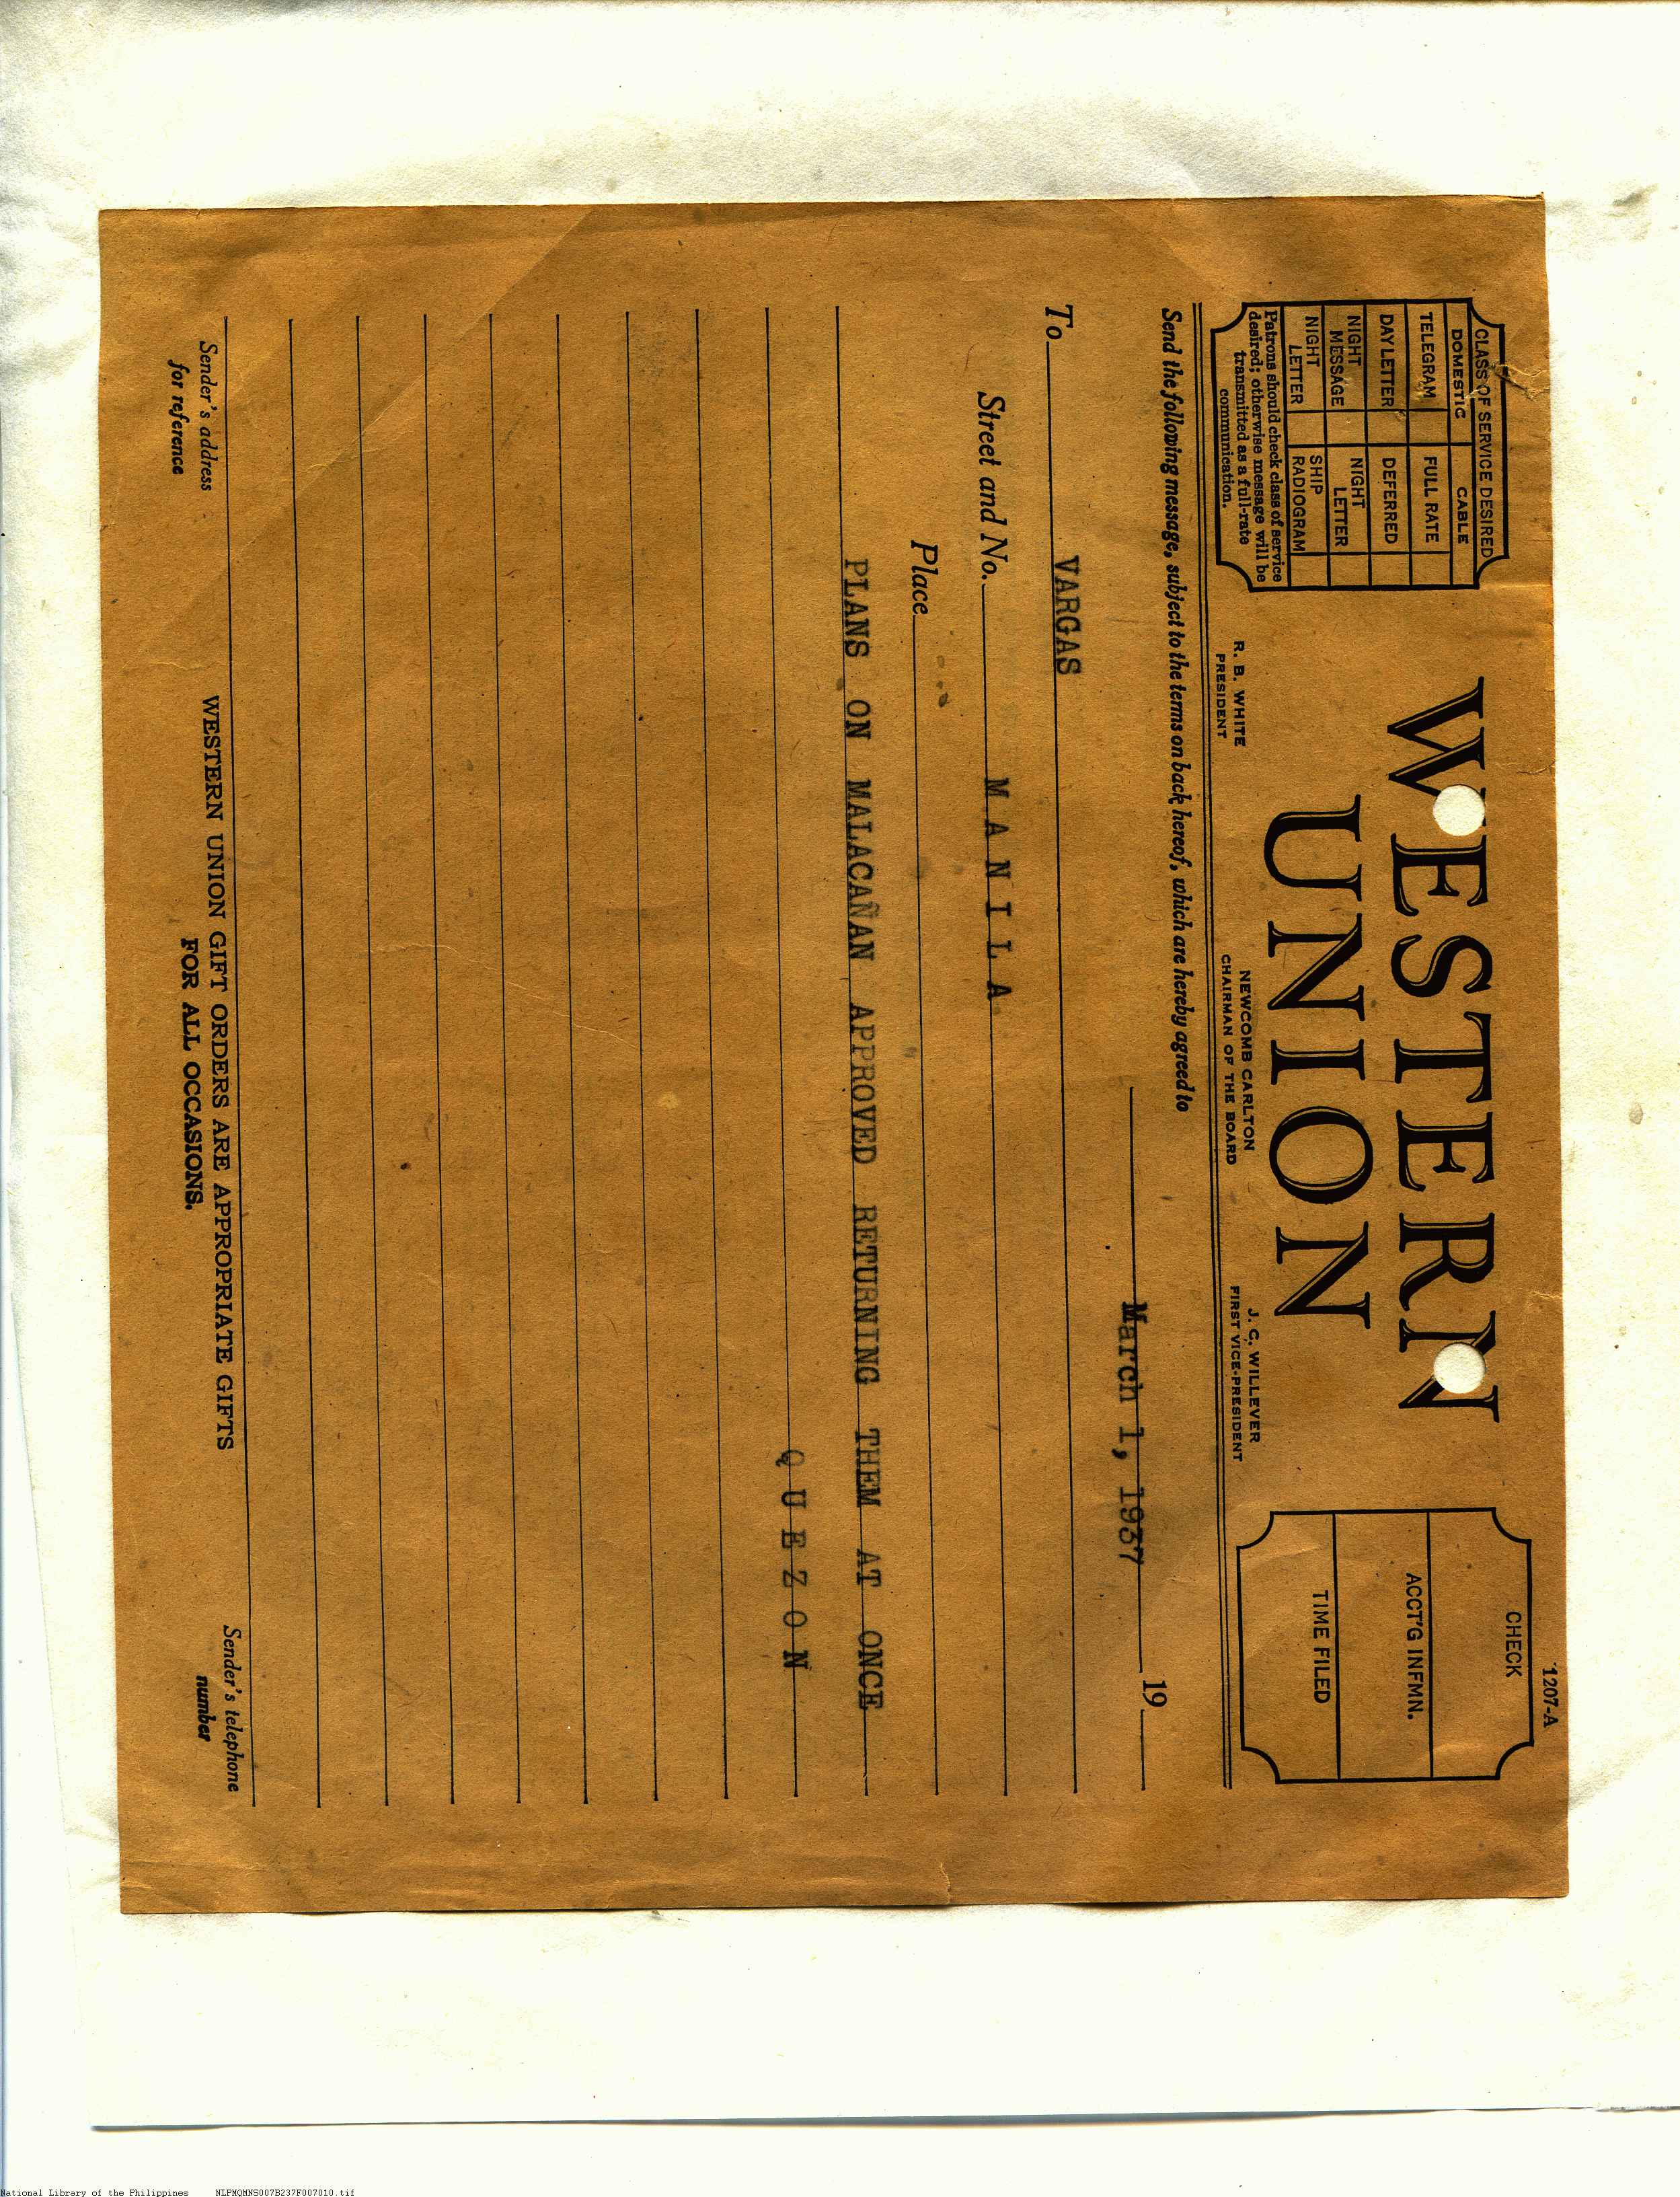 1207-A
CLASS OF SERVICE DESIRED
DOMESTIC CABLE
TELEGRAM FULL RATE
DAY LETTER DEFERRED
NIGHT MESSAGE NIGHT LETTER
NIGHT LETTER SHIP RADIOGRAM
Patrons should check class of service
desired; otherwise message will be
transmitted as a full-rate
communication.
WESTERN
UNION
R. B. WHITE
PRESIDENT
NEWCOMB CARLTON
CHAIRMAN OF THE BOARD
J. C. WILLEVER
FIRST VICE-PRESIDENT
CHECK
ACCT'G INFMN.
TIME FILED
Send the following message, subject to the terms on back hereof, which are hereby agreed to
March 1, 1937 19
To VARGAS
Street and No. M A N I L A
Place
PLANS ON MALACAÑAN APPROVED RETURNING THEM AT ONCE
Q U E Z O N
Sender's address
for reference
WESTERN UNION GIFT ORDERS ARE APPROPRIATE GIFTS
FOR ALL OCCASIONS.
Sender's telephone
number
National Library of the Philippines NLPMQMNS007B237F007010.tif